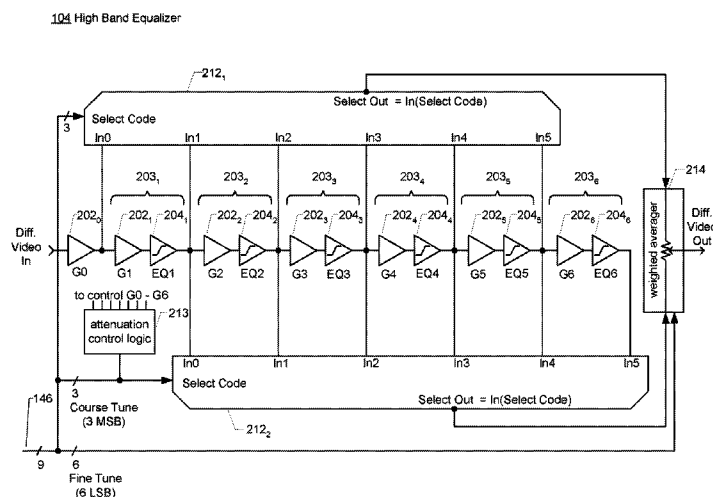 104 High Band Equalizer
212₁
Select Out = In(Select Code)
3
Select Code
In0 In1 In2 In3 In4 In5
203₁ 203₂ 203₃ 203₄ 203₅ 203₆
214
202₀ 202₁ 204₁ 202₂ 204₂ 202₃ 204₃ 202₄ 204₄ 202₅ 204₅ 202₆ 204₆
Diff.
Video
In
Diff.
Video
Out
weighted averager
G0 G1 EQ1 G2 EQ2 G3 EQ3 G4 EQ4 G5 EQ5 G6 EQ6
to control G0 - G6
213
attenuation
control logic
In0 In1 In2 In3 In4 In5
Select Code
3
Course Tune
(3 MSB)
Select Out = In(Select Code)
146
212₂
9
6
Fine Tune
(6 LSB)